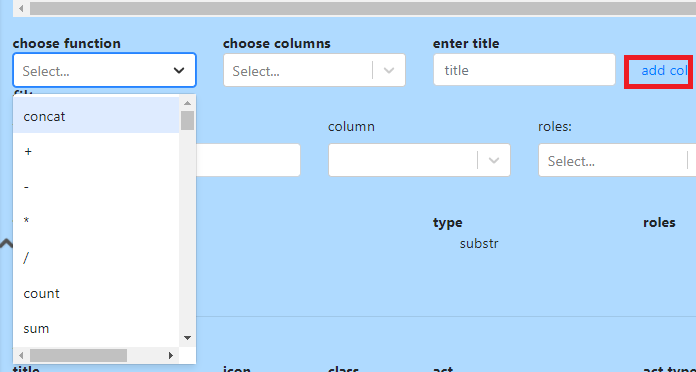 choose function choose columns enter title
Select... Select... title add col
concat
column roles:
+
Select...
-
*
type roles
substr
/
count
sum
title icon class act act type